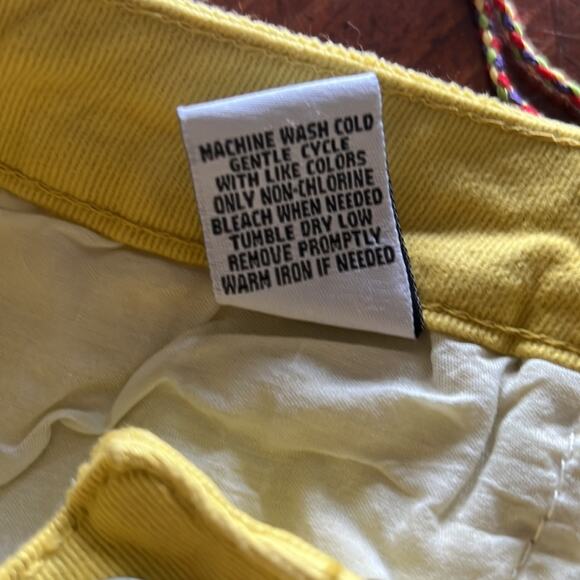 MACHINE WASH COLD
GENTLE CYCLE
WITH LIKE COLORS
ONLY NON-CHLORINE
BLEACH WHEN NEEDED
TUMBLE DRY LOW
REMOVE PROMPTLY
WARM IRON IF NEEDED